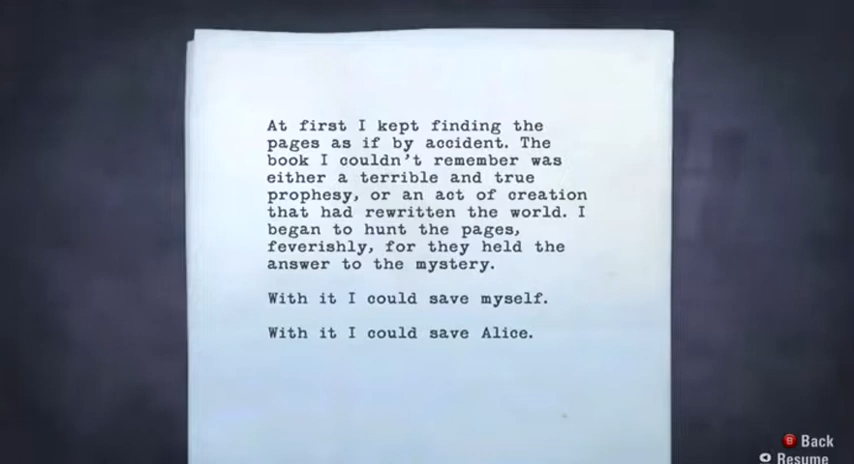 At first I kept finding the
pages as if by accident. The
book I couldn't remember was
either a terrible and true
prophesy, or an act of creation
that had rewritten the world. I
began to hunt the pages,
feverishly, for they held the
answer to the mystery.
With it I could save myself.
With it I could save Alice.
B Back
Resume